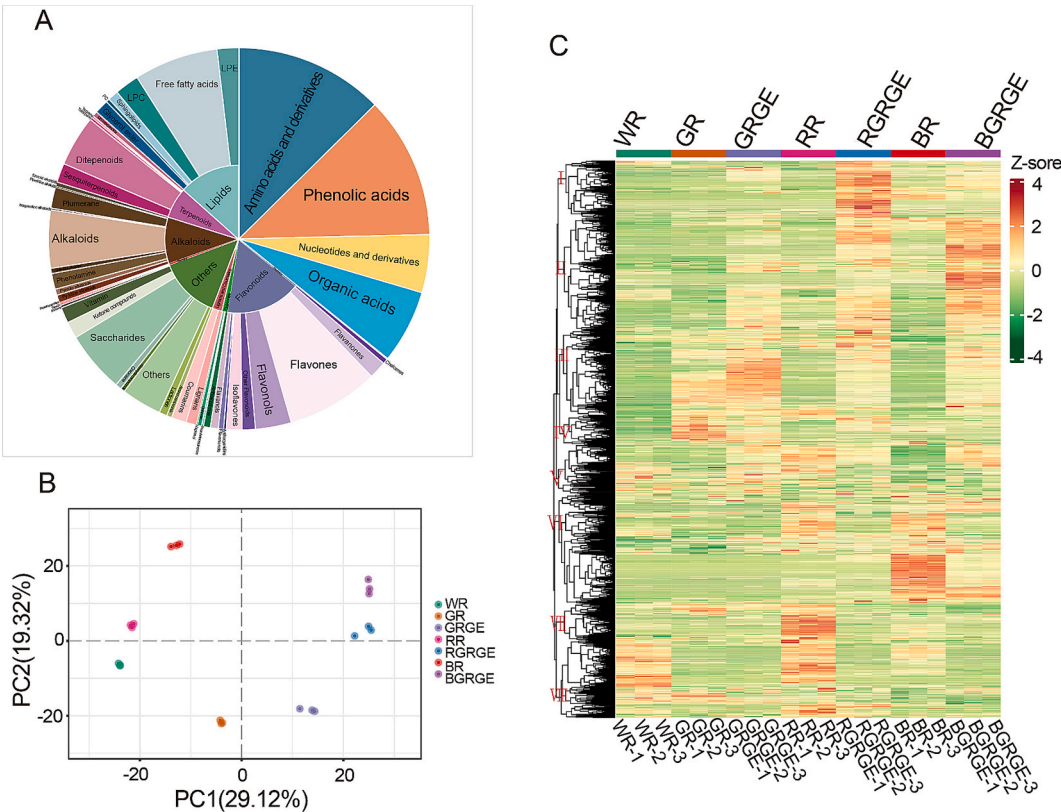 A
LPE
Free fatty acids
LPC
Sphingolipids
Amino acids and derivatives
Phenolic acids
Nucleotides and derivatives
Organic acids
Flavanones
Flavones
Flavonols
Other Flavonoids
Isoflavones
Flavanols
Lignans
Coumarins
Others
Saccharides
Ketone compounds
Vitamin
Phenolamine
Alkaloids
Plumerane
Sesquiterpenoids
Ditepenoids
Lipids
Terpenoids
Alkaloids
Others
Flavonoids
B
PC2(19.32%)
20
0
-20
-20
0
20
PC1(29.12%)
WR
GR
GRGE
RR
RGRGE
BR
BGRGE
C
WR
GR
GRGE
RR
RGRGE
BR
BGRGE
Z-sore
4
2
0
-2
-4
I
II
III
IV
V
VI
VII
VIII
WR-1
WR-2
WR-3
GR-1
GR-2
GR-3
GRGE-1
GRGE-2
GRGE-3
RR-1
RR-2
RR-3
RGRGE-1
RGRGE-2
RGRGE-3
BR-1
BR-2
BR-3
BGRGE-1
BGRGE-2
BGRGE-3